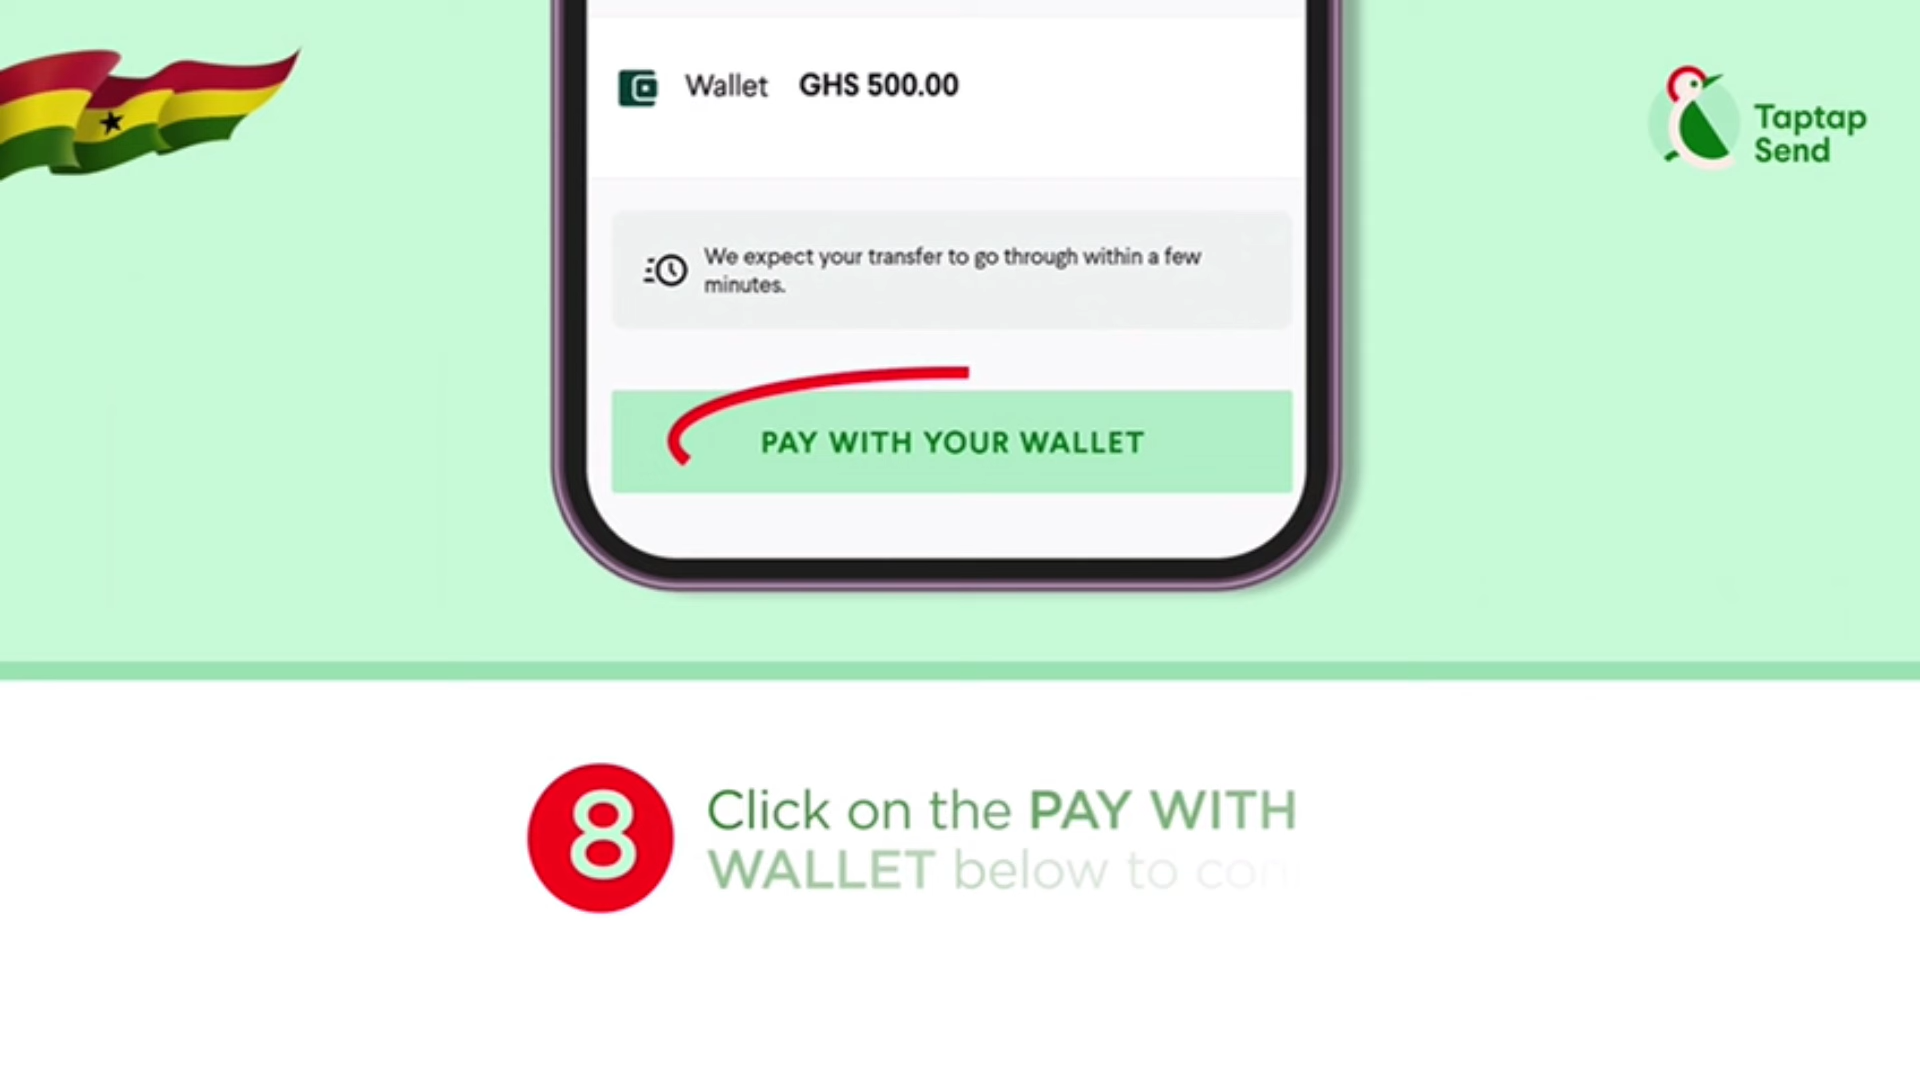 Wallet GHS 500.00
Taptap
Send
We expect your transfer to go through within a few
minutes.
PAY WITH YOUR WALLET
8
Click on the PAY WITH
WALLET below to